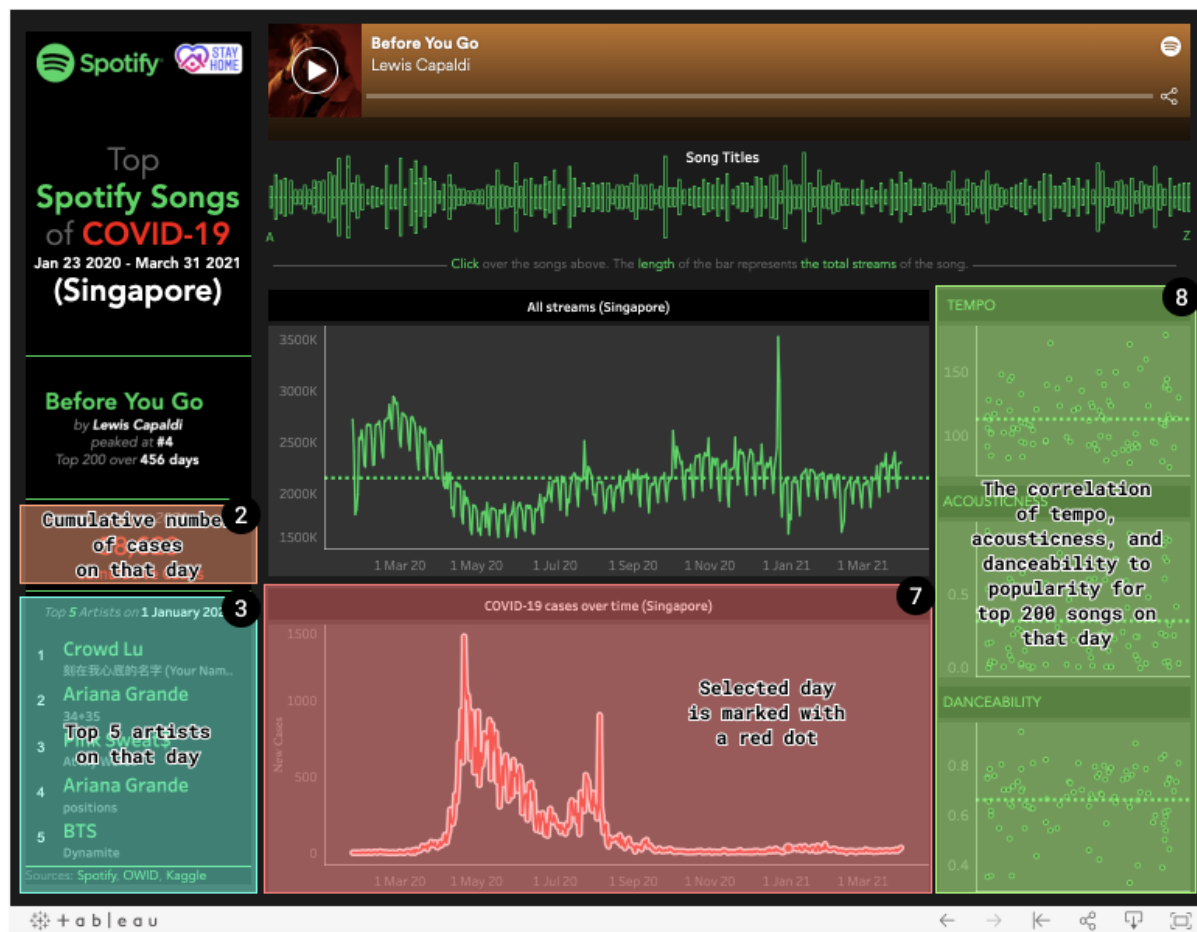 Spotify
STAY
HOME
Top
Spotify Songs
of COVID-19
Jan 23 2020 - March 31 2021
(Singapore)
Before You Go
by Lewis Capaldi
peaked at #4
Top 200 over 456 days
2
Cumulative number
of cases
on that day
3
Top 5 Artists on 1 January 202
1 Crowd Lu
刻在我心底的名字 (Your Nam..
2 Ariana Grande
34+35
3 Pink Sweat$
Top 5 artists
on that day
4 Ariana Grande
positions
5 BTS
Dynamite
Sources: Spotify, OWID, Kaggle
Before You Go
Lewis Capaldi
Song Titles
A
Z
Click over the songs above. The length of the bar represents the total streams of the song.
All streams (Singapore)
3500K
3000K
2500K
2000K
1500K
1 Mar 20 1 May 20 1 Jul 20 1 Sep 20 1 Nov 20 1 Jan 21 1 Mar 21
7
COVID-19 cases over time (Singapore)
New Cases
1500
1000
500
0
Selected day
is marked with
a red dot
1 Mar 20 1 May 20 1 Jul 20 1 Sep 20 1 Nov 20 1 Jan 21 1 Mar 21
8
TEMPO
150
100
ACOUSTICNESS
The correlation
of tempo,
acousticness, and
danceability to
popularity for
top 200 songs on
that day
0.5
0.0
DANCEABILITY
0.8
0.6
0.4
+ a b l e a u